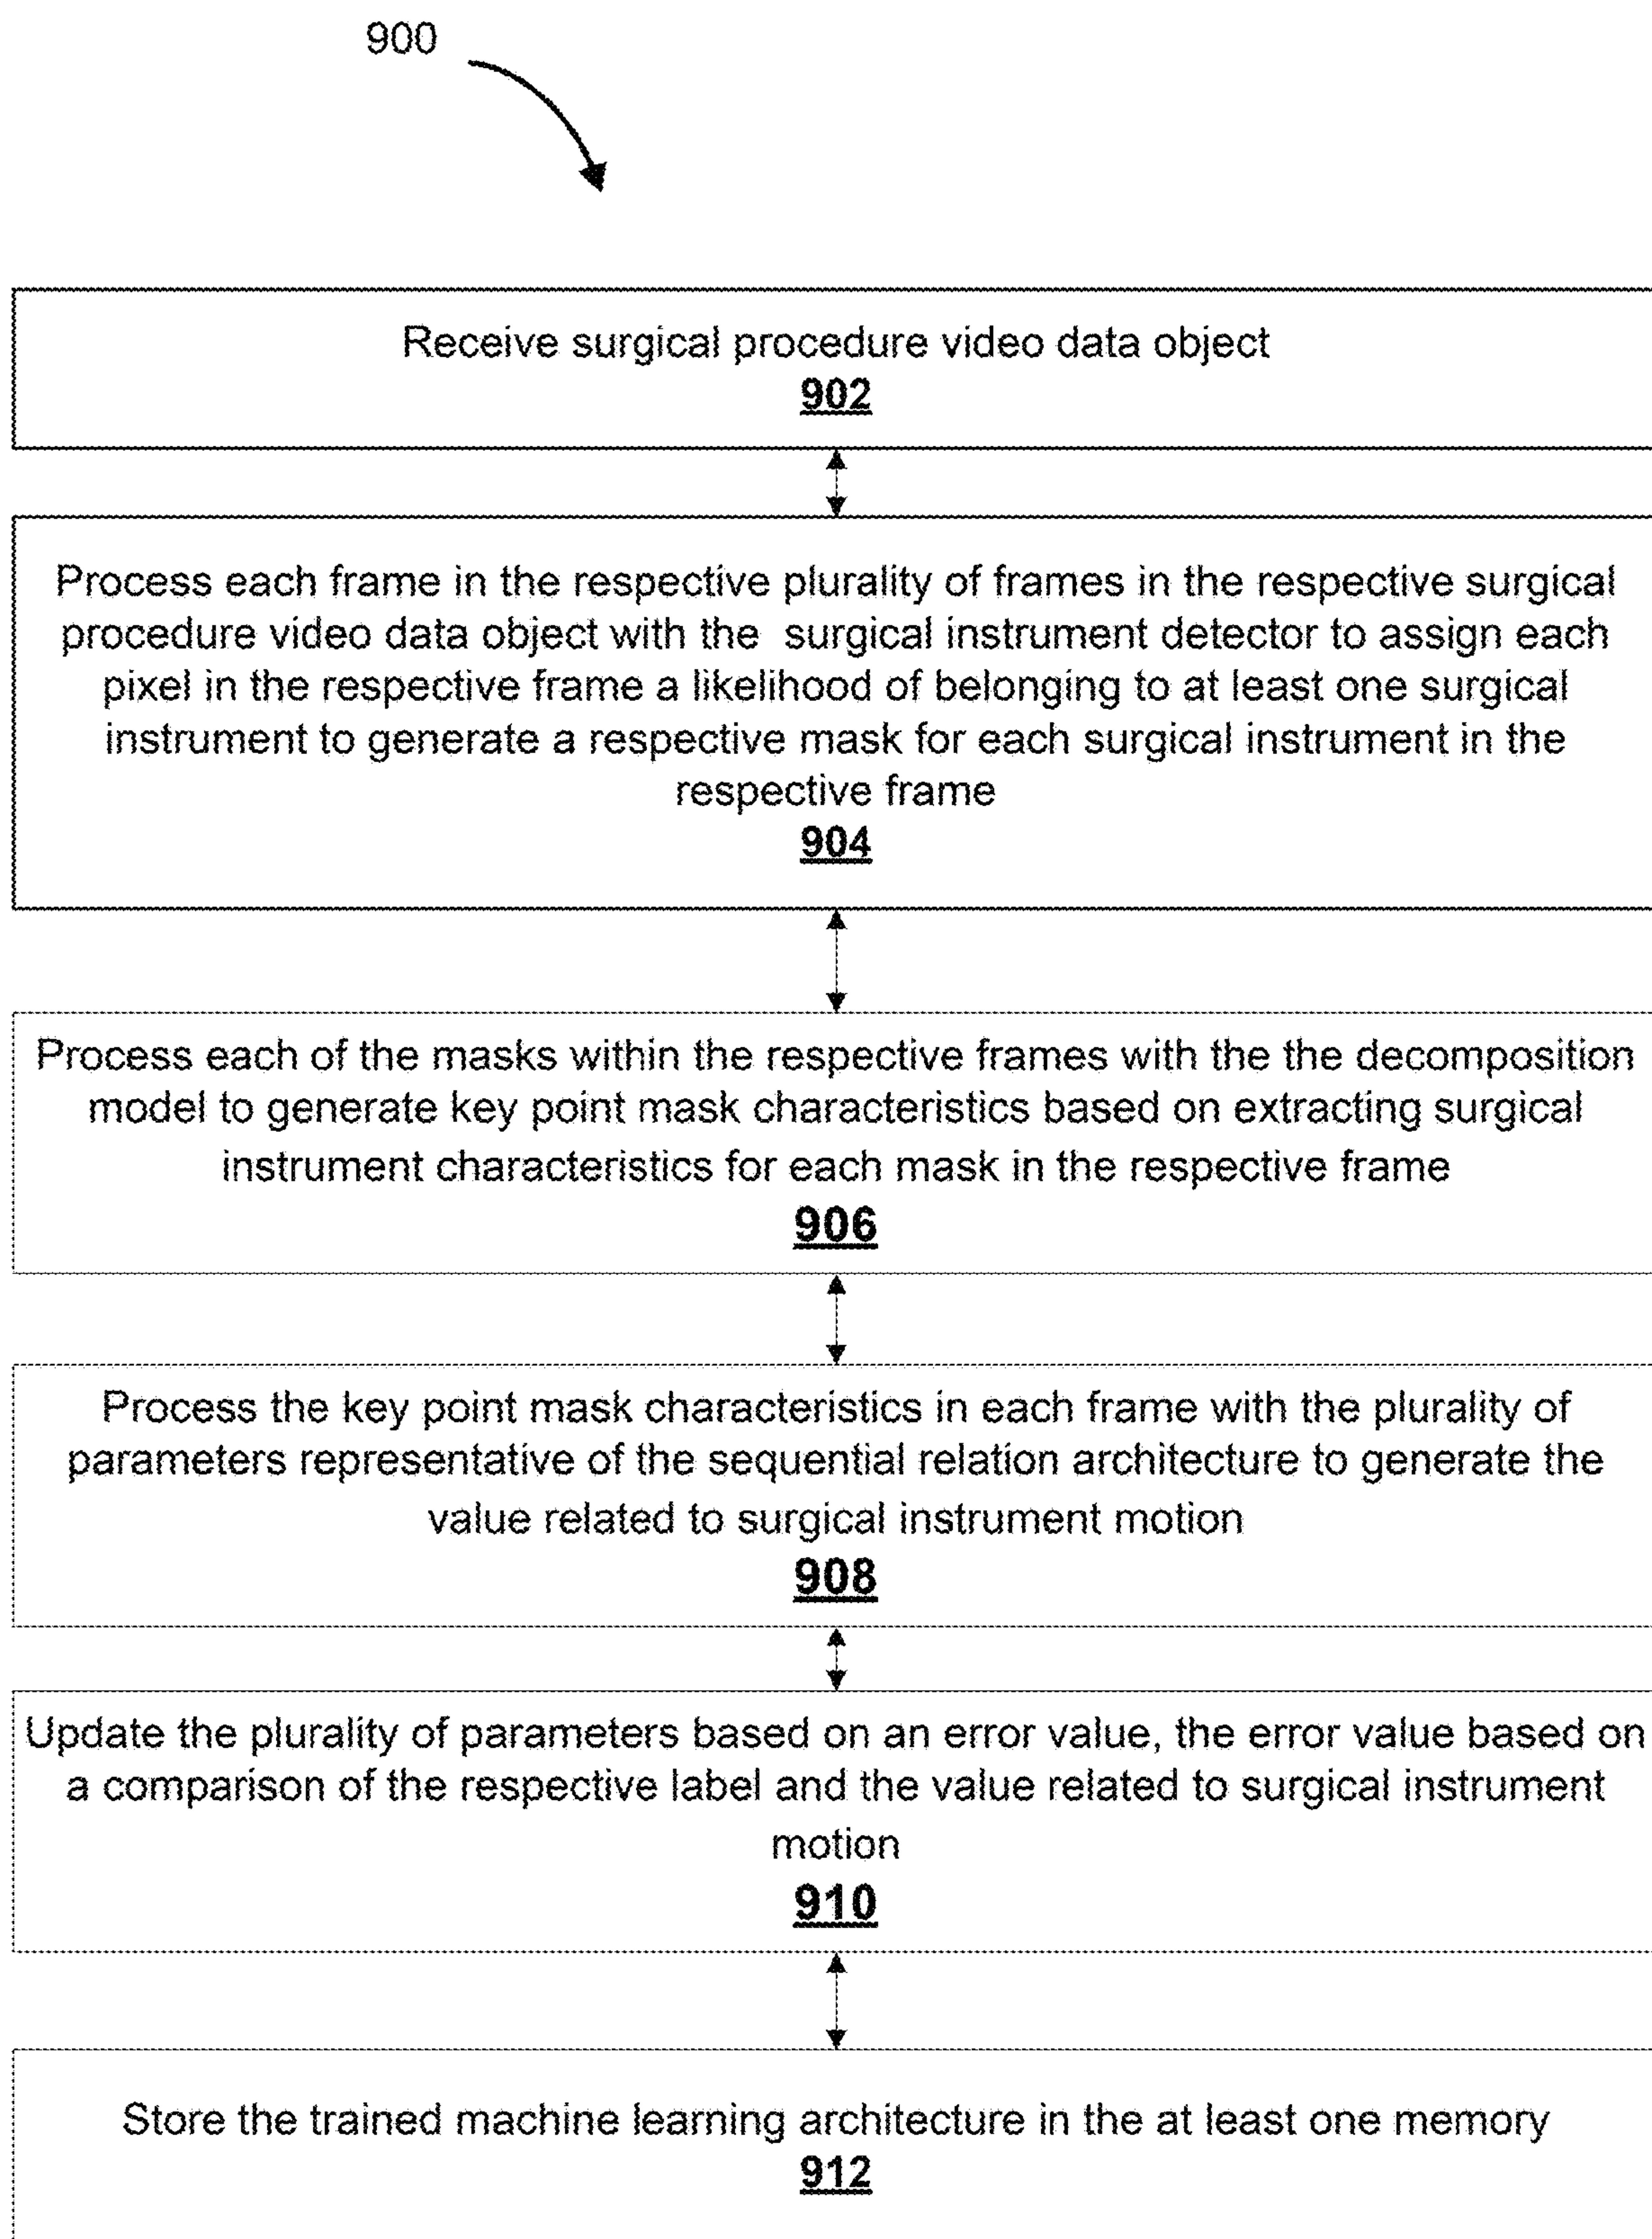 900
Receive surgical procedure video data object
902
Process each frame in the respective plurality of frames in the respective surgical
procedure video data object with the surgical instrument detector to assign each
pixel in the respective frame a likelihood of belonging to at least one surgical
instrument to generate a respective mask for each surgical instrument in the
respective frame
904
Process each of the masks within the respective frames with the the decomposition
model to generate key point mask characteristics based on extracting surgical
instrument characteristics for each mask in the respective frame
906
Process the key point mask characteristics in each frame with the plurality of
parameters representative of the sequential relation architecture to generate the
value related to surgical instrument motion
908
Update the plurality of parameters based on an error value, the error value based on
a comparison of the respective label and the value related to surgical instrument
motion
910
Store the trained machine learning architecture in the at least one memory
912